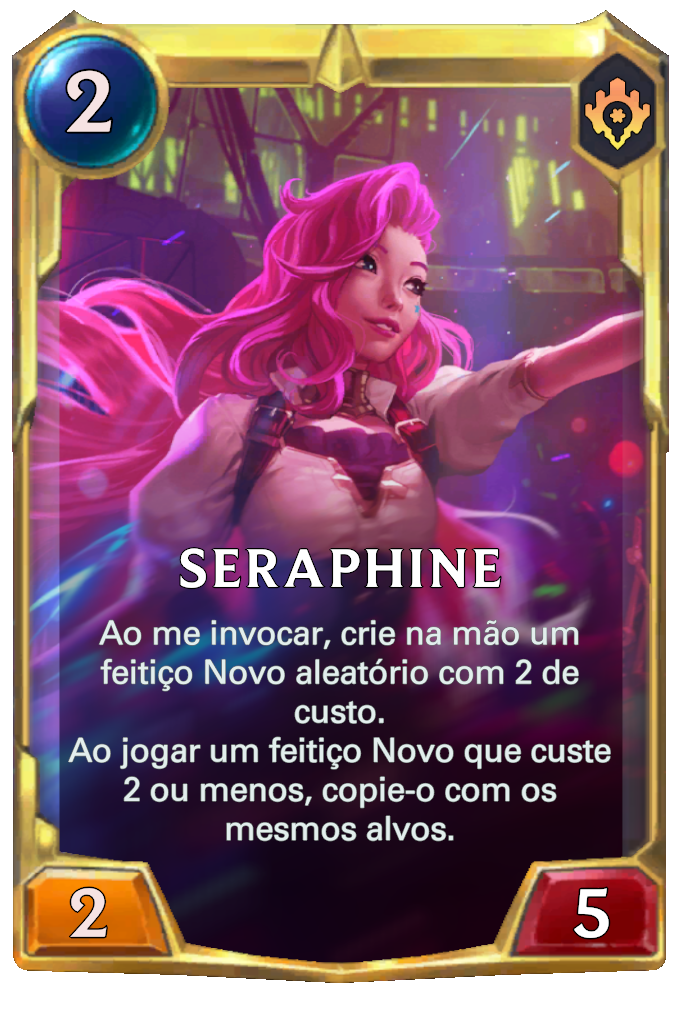 2
SERAPHINE
Ao me invocar, crie na mão um
feitiço Novo aleatório com 2 de
custo.
Ao jogar um feitiço Novo que custe
2 ou menos, copie-o com os
mesmos alvos.
2
5